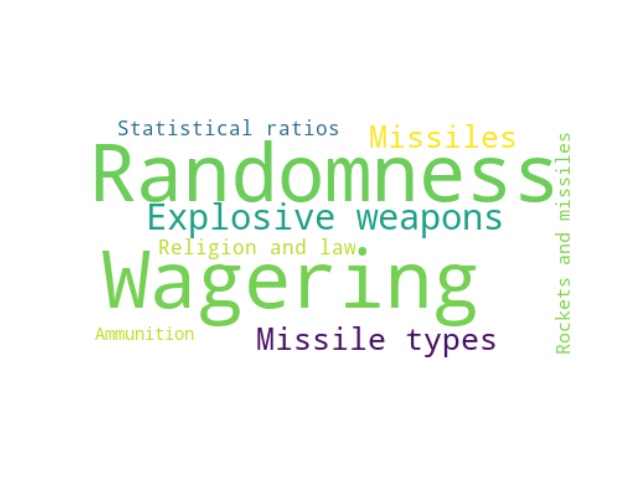 Statistical ratios
Missiles
Randomness
Explosive weapons
Religion and law
Wagering
Ammunition
Missile types
Rockets and missiles